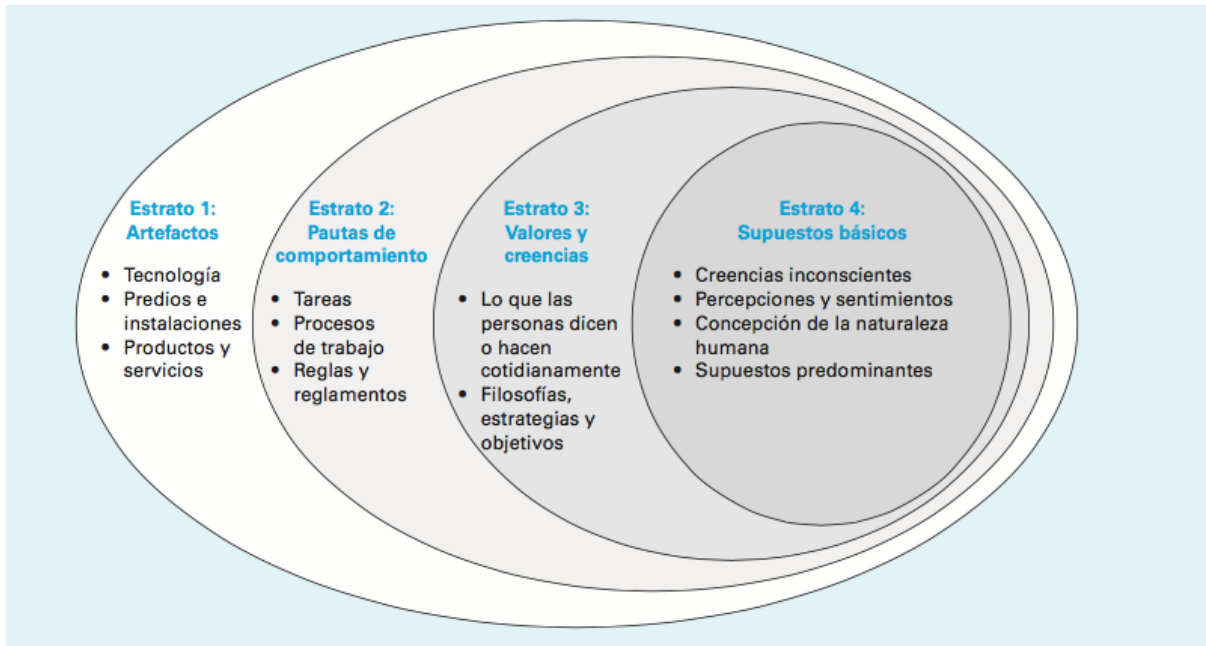 Estrato 1:
Artefactos
• Tecnología
• Predios e
instalaciones
• Productos y
servicios
Estrato 2:
Pautas de
comportamiento
• Tareas
• Procesos
de trabajo
• Reglas y
reglamentos
Estrato 3:
Valores y
creencias
• Lo que las
personas dicen
o hacen
cotidianamente
• Filosofías,
estrategias y
objetivos
Estrato 4:
Supuestos básicos
• Creencias inconscientes
• Percepciones y sentimientos
• Concepción de la naturaleza
humana
• Supuestos predominantes